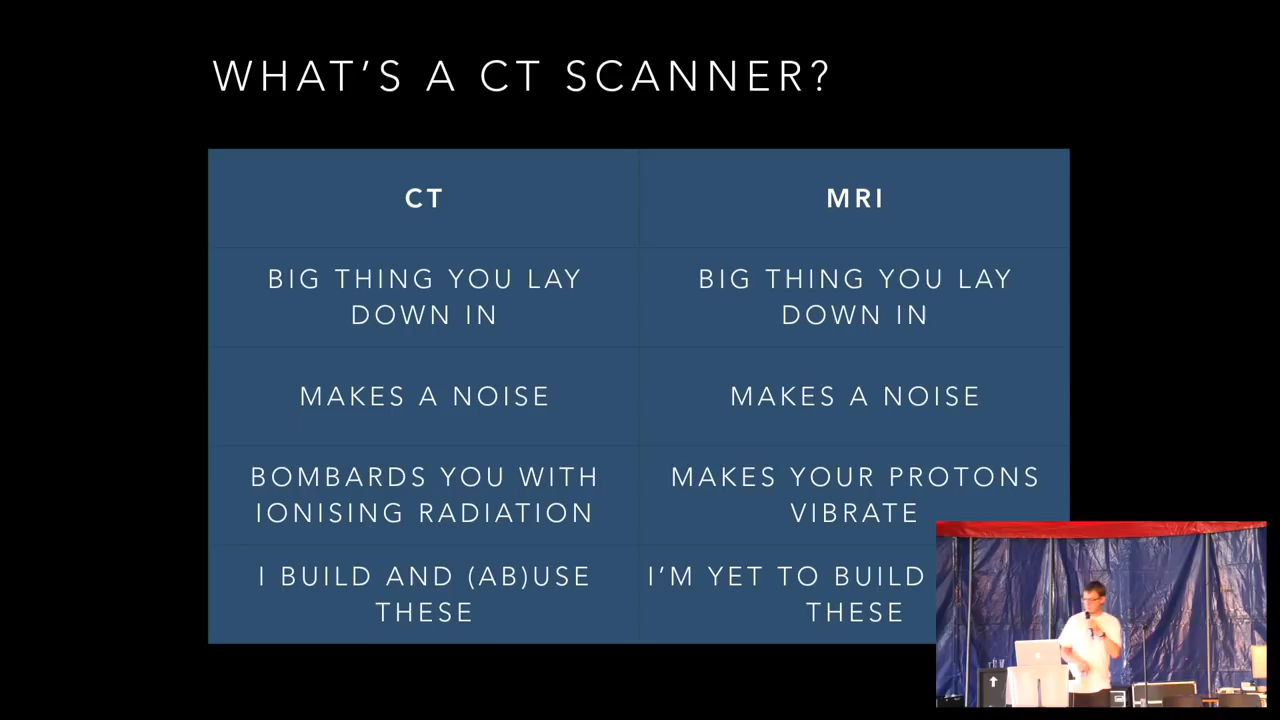 WHAT'S A CT SCANNER?
CT
MRI
BIG THING YOU LAY
DOWN IN
BIG THING YOU LAY
DOWN IN
MAKES A NOISE
MAKES A NOISE
BOMBARDS YOU WITH
IONISING RADIATION
MAKES YOUR PROTONS
VIBRATE
I BUILD AND (AB)USE
THESE
I'M YET TO BUILD
THESE